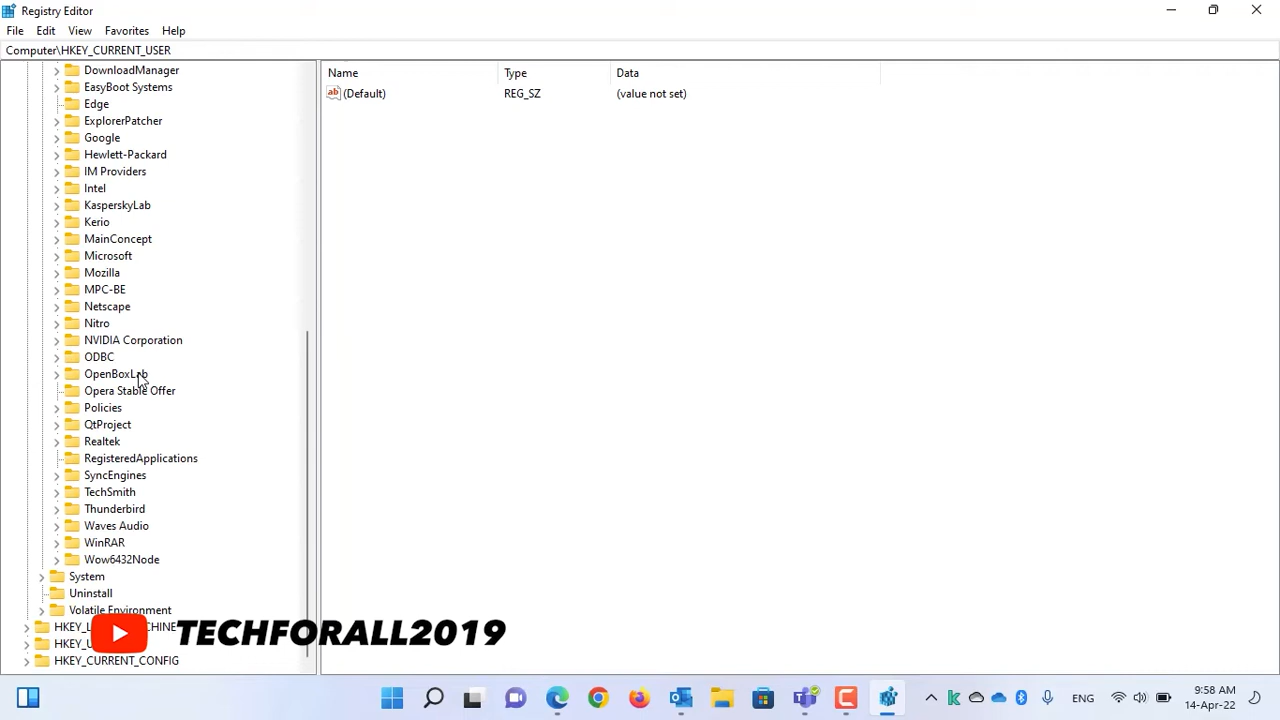 Registry Editor
File Edit View Favorites Help
Computer\HKEY_CURRENT_USER
Name Type Data
(Default) REG_SZ (value not set)
DownloadManager
EasyBoot Systems
Edge
ExplorerPatcher
Google
Hewlett-Packard
IM Providers
Intel
KasperskyLab
Kerio
MainConcept
Microsoft
Mozilla
MPC-BE
Netscape
Nitro
NVIDIA Corporation
ODBC
OpenBoxLab
Opera Stable Offer
Policies
QtProject
Realtek
RegisteredApplications
SyncEngines
TechSmith
Thunderbird
Waves Audio
WinRAR
Wow6432Node
System
Uninstall
Volatile Environment
HKEY_CURRENT_CONFIG
TECHFORALL2019
ENG
9:58 AM
14-Apr-22